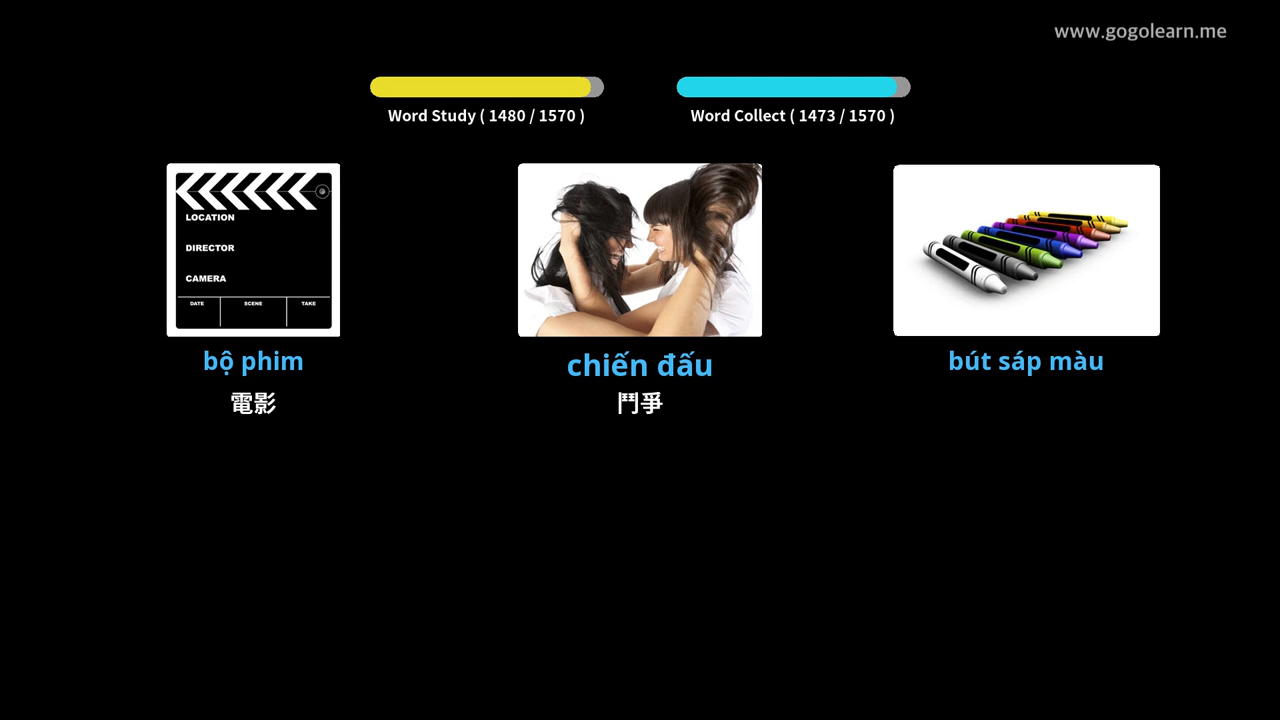 www.gogolearn.me
Word Study ( 1480 / 1570 )
Word Collect ( 1473 / 1570 )
LOCATION
DIRECTOR
CAMERA
DATE SCENE TAKE
bộ phim
chiến đấu
bút sáp màu
電影
鬥爭